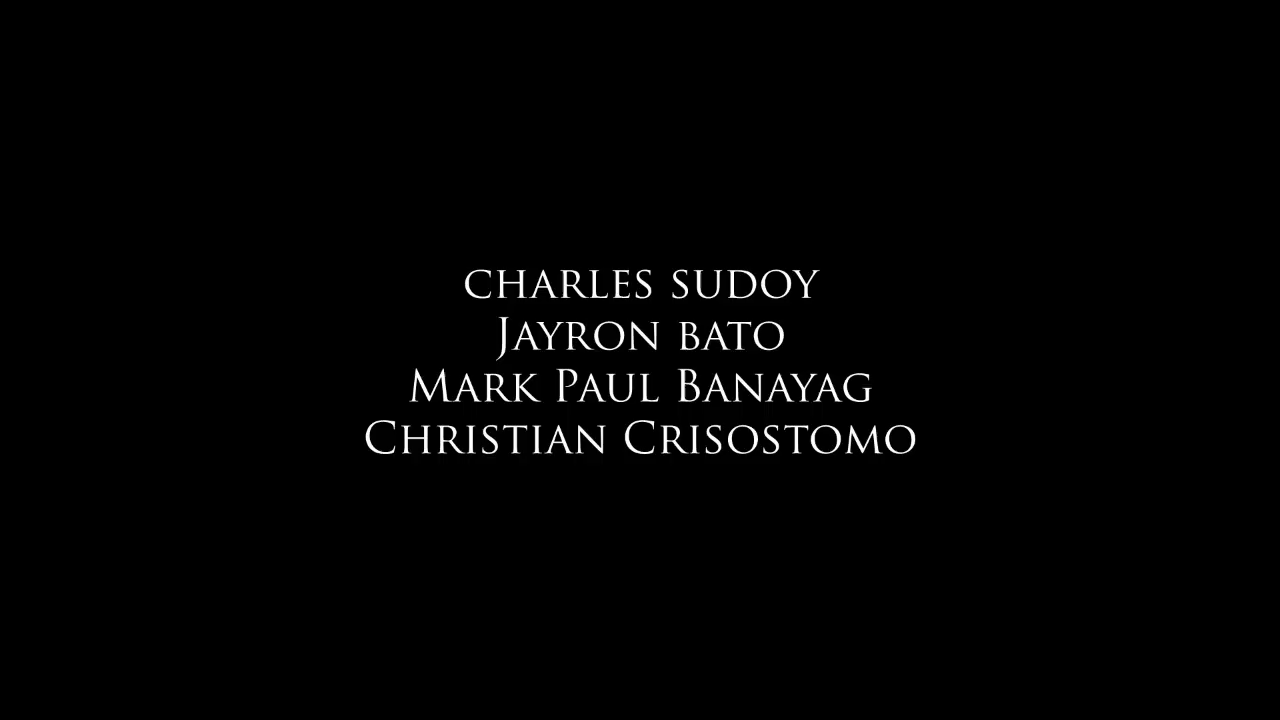 charles sudoy
Jayron bato
Mark Paul Banayag
Christian Crisostomo